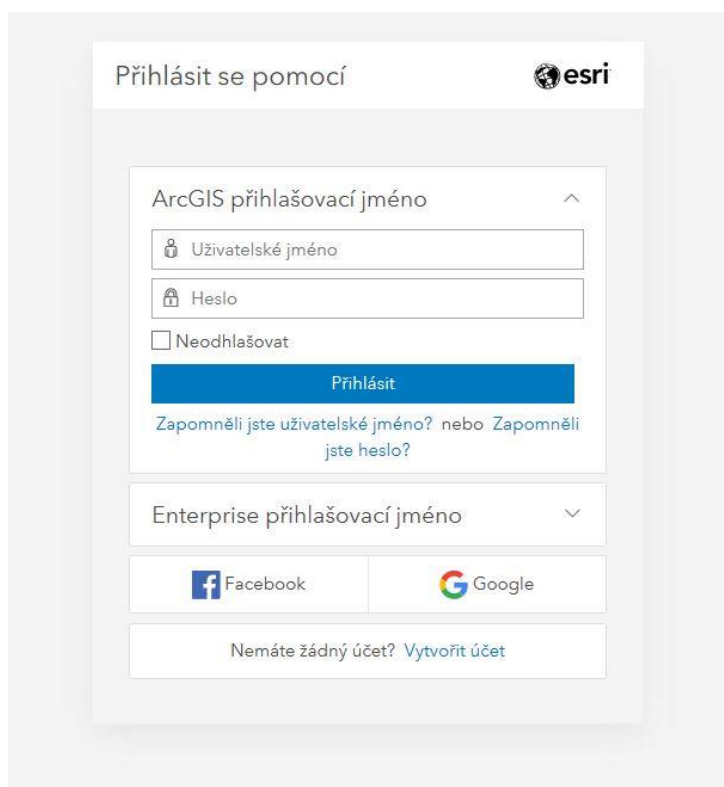 Přihlásit se pomocí
esri
ArcGIS přihlašovací jméno
Uživatelské jméno
Heslo
Neodhlašovat
Přihlásit
Zapomněli jste uživatelské jméno? nebo Zapomněli
jste heslo?
Enterprise přihlašovací jméno
Facebook
Google
Nemáte žádný účet? Vytvořit účet